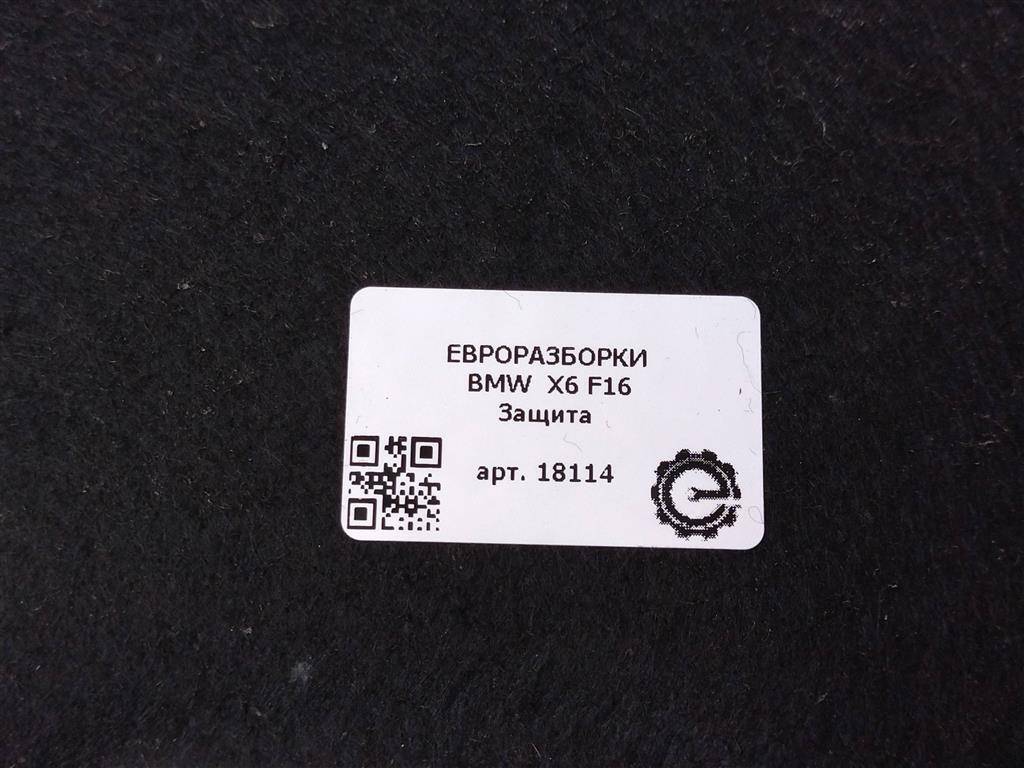 ЕВРОРАЗБОРКИ
BMW X6 F16
Защита
арт. 18114